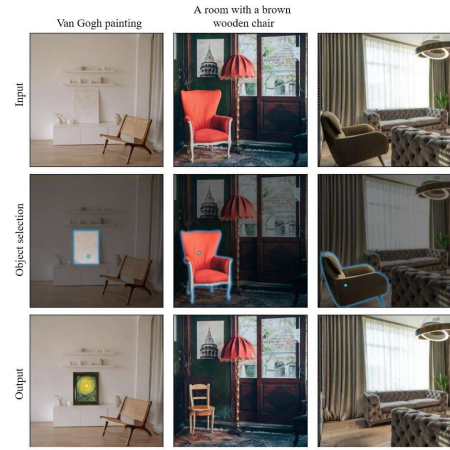 Van Gogh painting
A room with a brown
wooden chair
Input
Object selection
Output